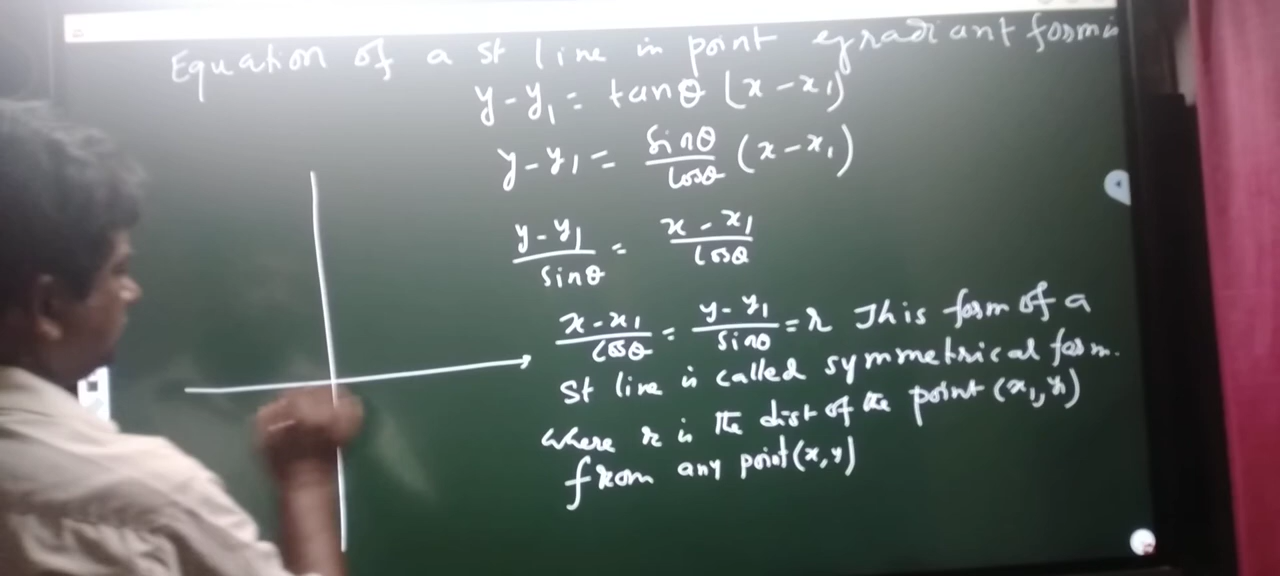 Equation of a st line in point gradiant form is
y - y₁ = tanθ (x - x₁)
y - y₁ = sinθ/cosθ (x - x₁)
y - y₁/sinθ = x - x₁/cosθ
x - x₁/cosθ = y - y₁/sinθ = r This form of a
St line is called symmetrical form.
where r is the dist of the point (x₁, y₁)
from any point (x, y)